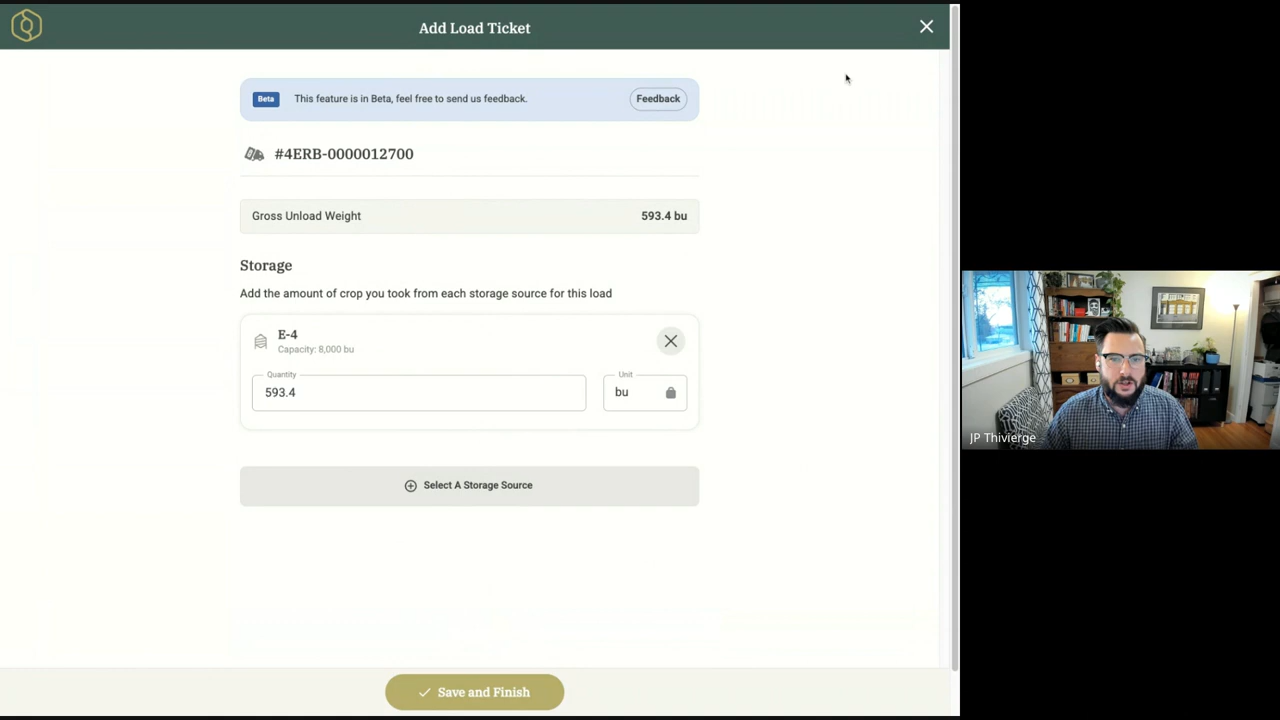 Add Load Ticket
Beta This feature is in Beta, feel free to send us feedback. Feedback
#4ERB-0000012700
Gross Unload Weight 593.4 bu
Storage
Add the amount of crop you took from each storage source for this load
E-4
Capacity: 8,000 bu
Quantity Unit
593.4 bu
Select A Storage Source
JP Thivierge
Save and Finish